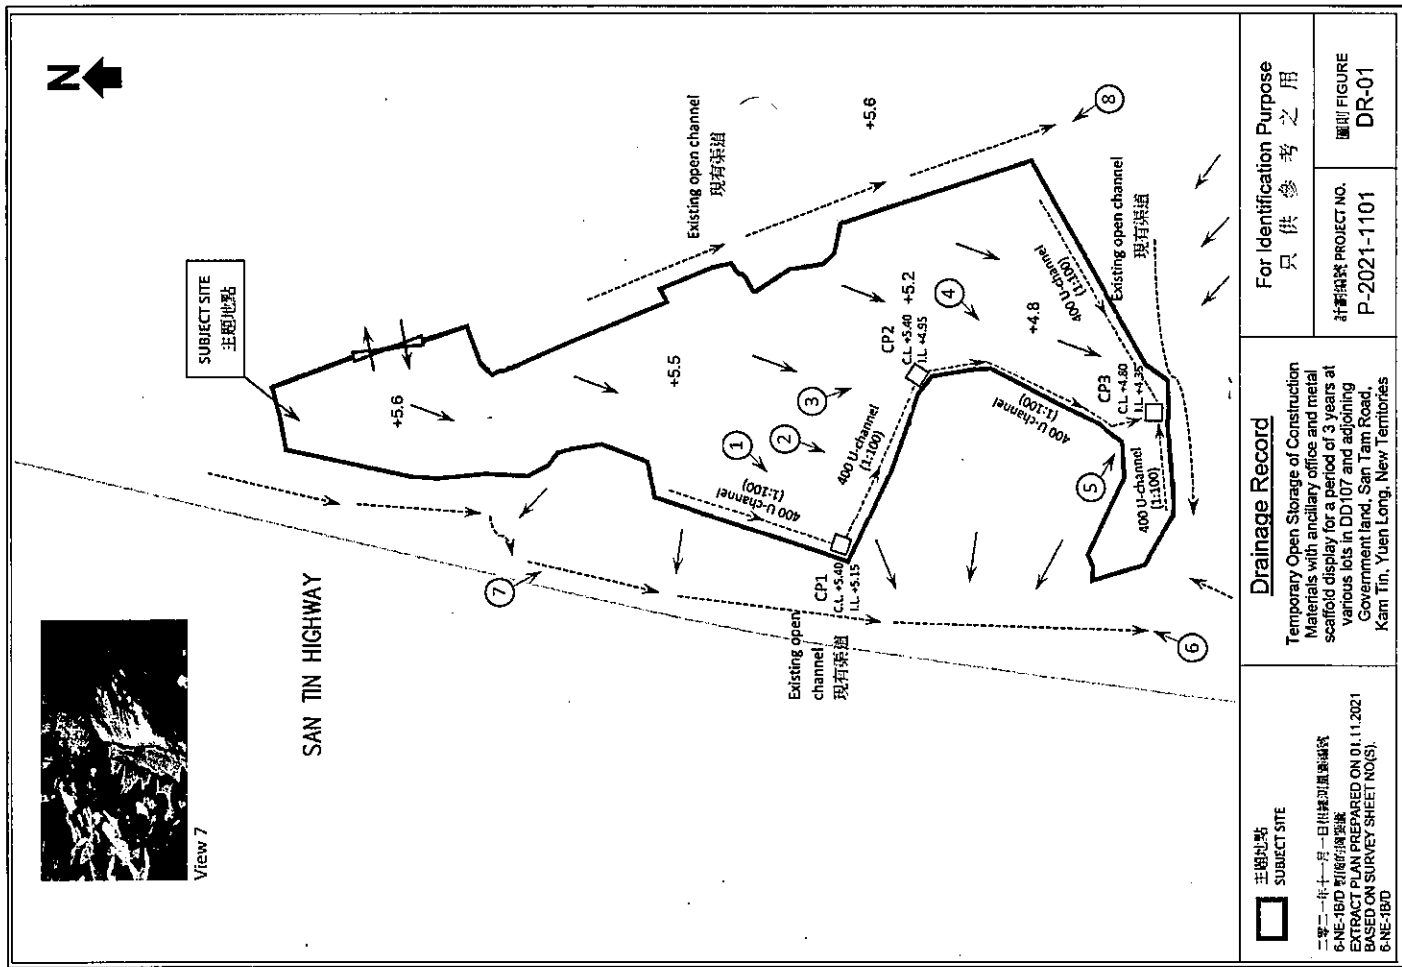 N
View 7
SAN TIN HIGHWAY
SUBJECT SITE
主題地點
+5.6
+5.5
Existing open channel
現有渠道
+5.6
8
1
2
3
CP2
C.L +5.40
I.L +4.95
+5.2
4
+4.8
400 U-channel
(1:100)
400 U-channel
(1:100)
400 U-channel
(1:100)
400 U-channel
(1:100)
400 U-channel
(1:100)
Existing open channel
現有渠道
CP3
C.L +4.80
I.L +4.35
5
CP1
C.L +5.40
I.L +5.15
7
Existing open
channel
現有渠道
6
主題地點
SUBJECT SITE
EXTRACT PLAN PREPARED ON 01.11.2021
BASED ON SURVEY SHEET NO(S).
6-NE-1B/D
Drainage Record
Temporary Open Storage of Construction
Materials with ancillary office and metal
scaffold display for a period of 3 years at
various lots in DD107 and adjoining
Government land, San Tam Road,
Kam Tin, Yuen Long, New Territories
For Identification Purpose
只供參考之用
計劃編號 PROJECT NO.
P-2021-1101
圖則 FIGURE
DR-01